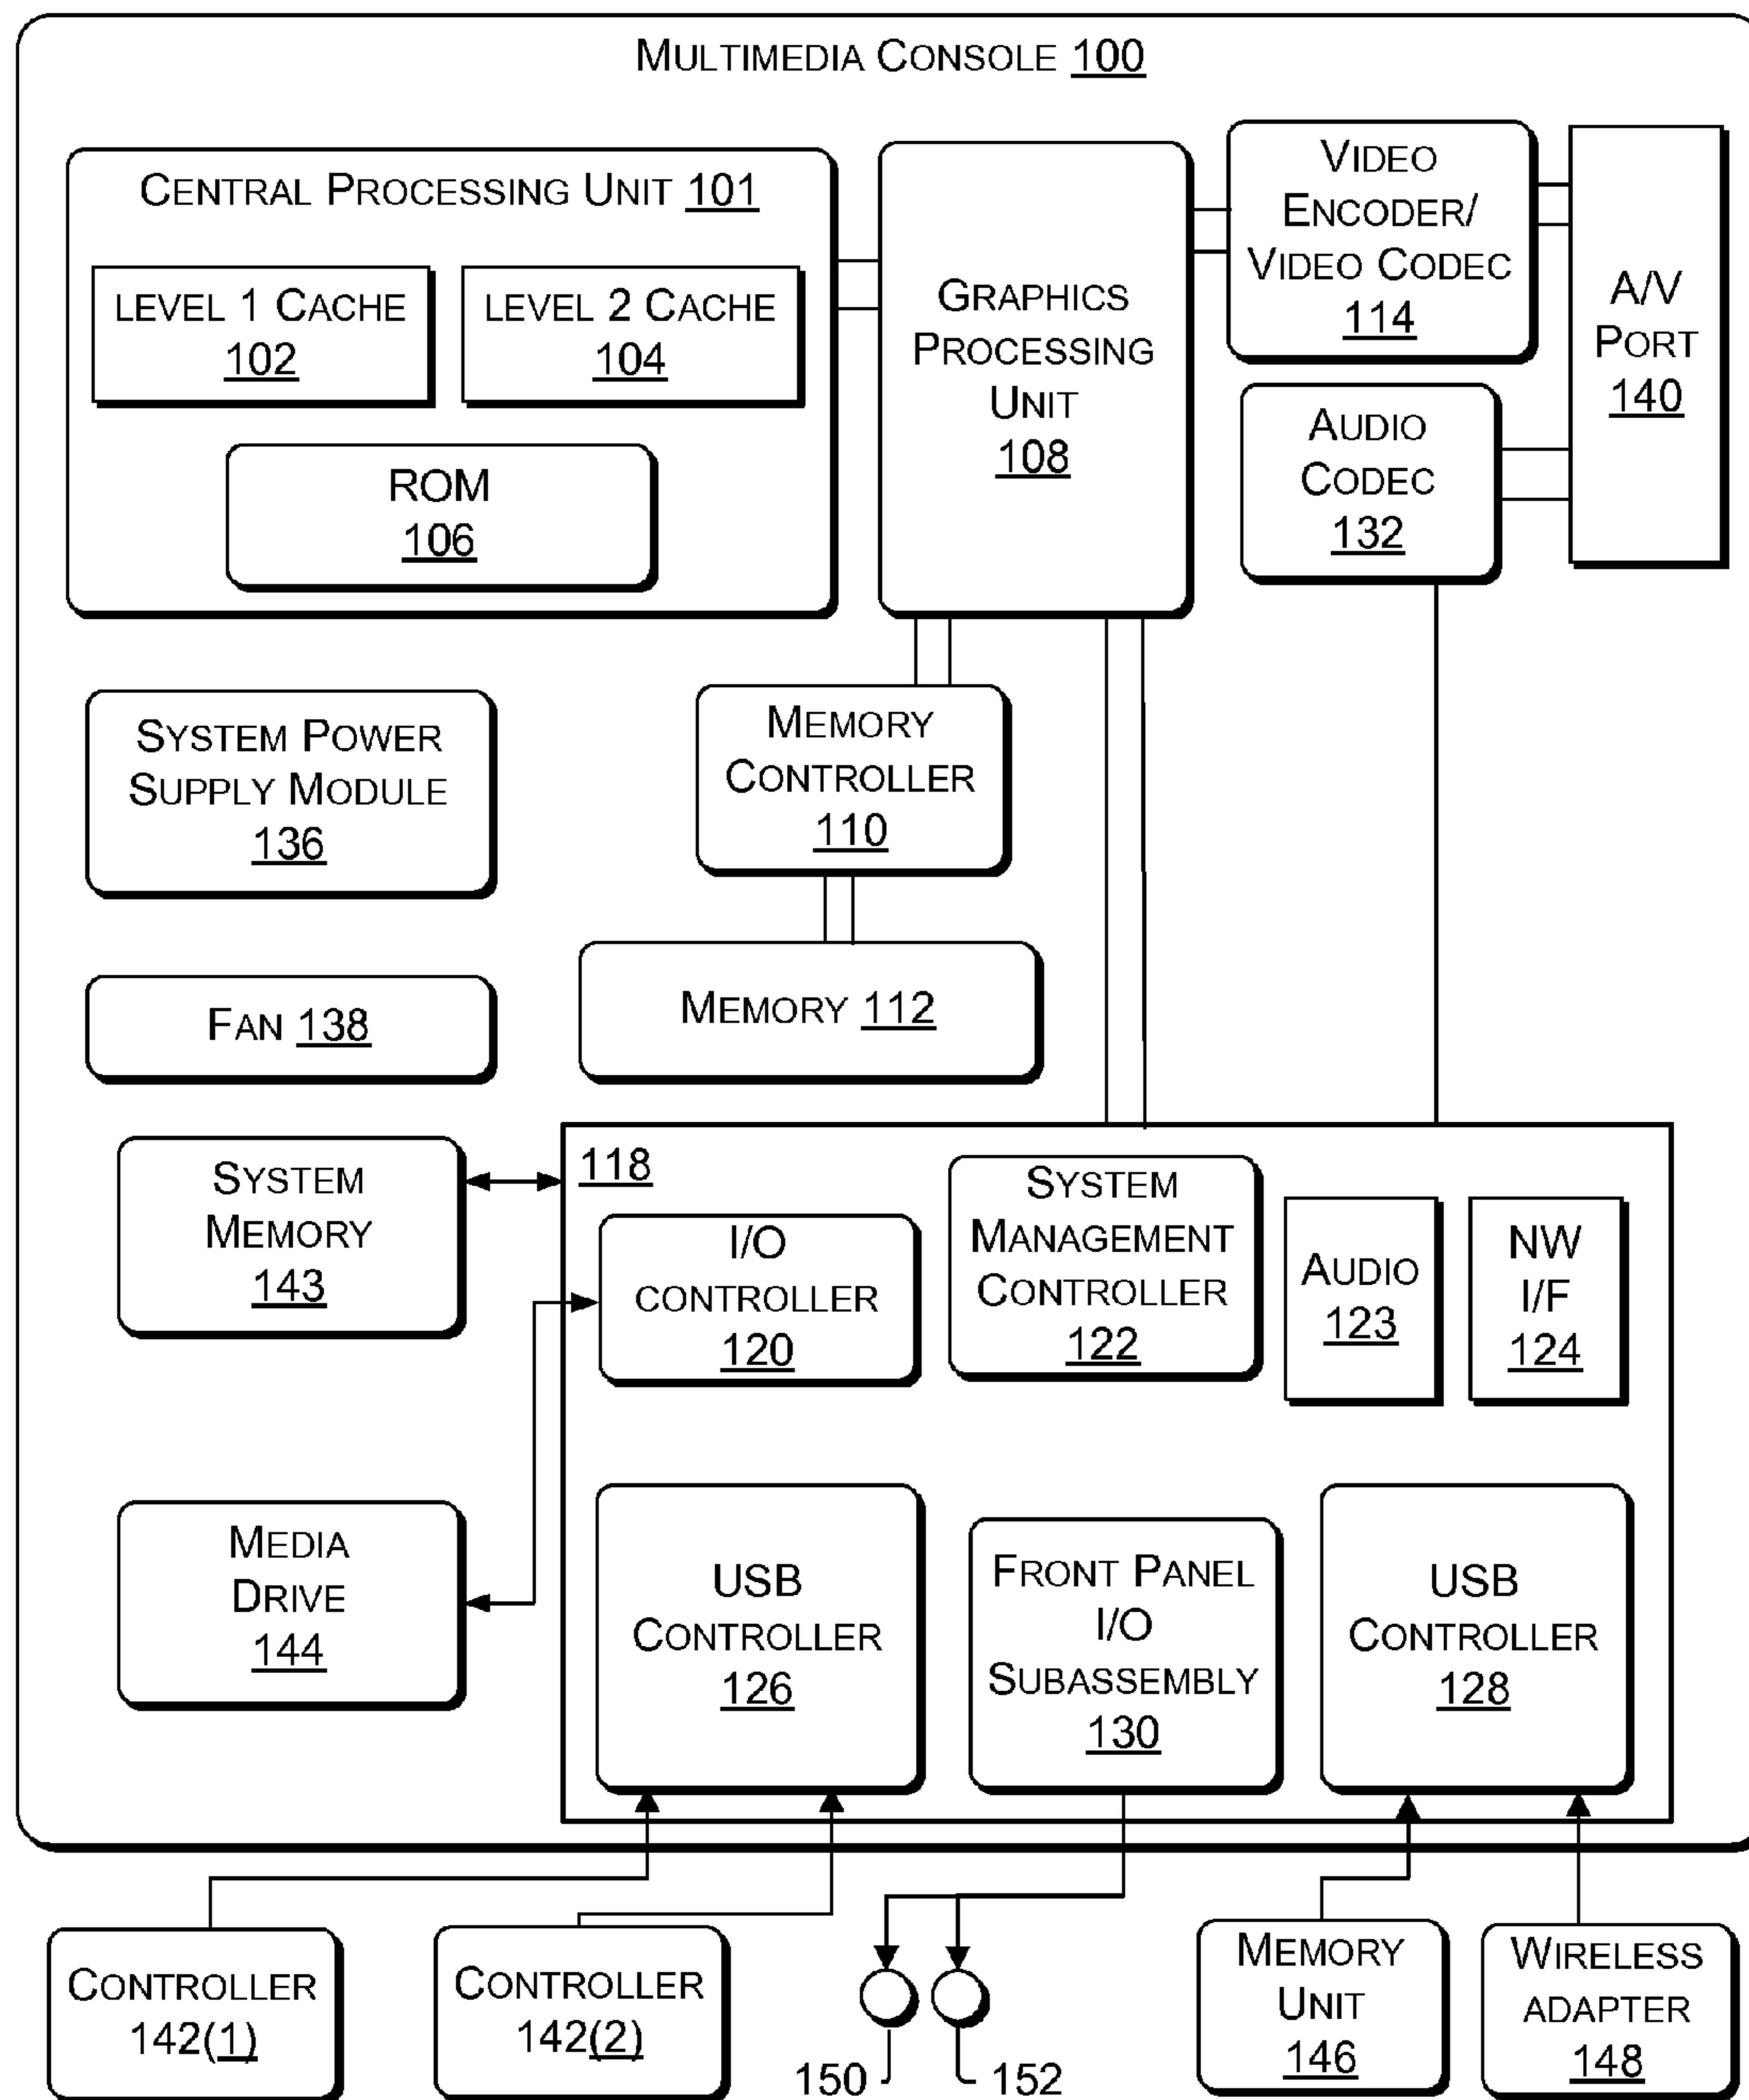 MULTIMEDIA CONSOLE 100
CENTRAL PROCESSING UNIT 101
LEVEL 1 CACHE
102
LEVEL 2 CACHE
104
ROM
106
GRAPHICS
PROCESSING
UNIT
108
VIDEO
ENCODER/
VIDEO CODEC
114
A/V
PORT
140
AUDIO
CODEC
132
SYSTEM POWER
SUPPLY MODULE
136
MEMORY
CONTROLLER
110
FAN 138
MEMORY 112
SYSTEM
MEMORY
143
118
I/O
CONTROLLER
120
SYSTEM
MANAGEMENT
CONTROLLER
122
AUDIO
123
NW
I/F
124
MEDIA
DRIVE
144
USB
CONTROLLER
126
FRONT PANEL
I/O
SUBASSEMBLY
130
USB
CONTROLLER
128
CONTROLLER
142(1)
CONTROLLER
142(2)
150
152
MEMORY
UNIT
146
WIRELESS
ADAPTER
148